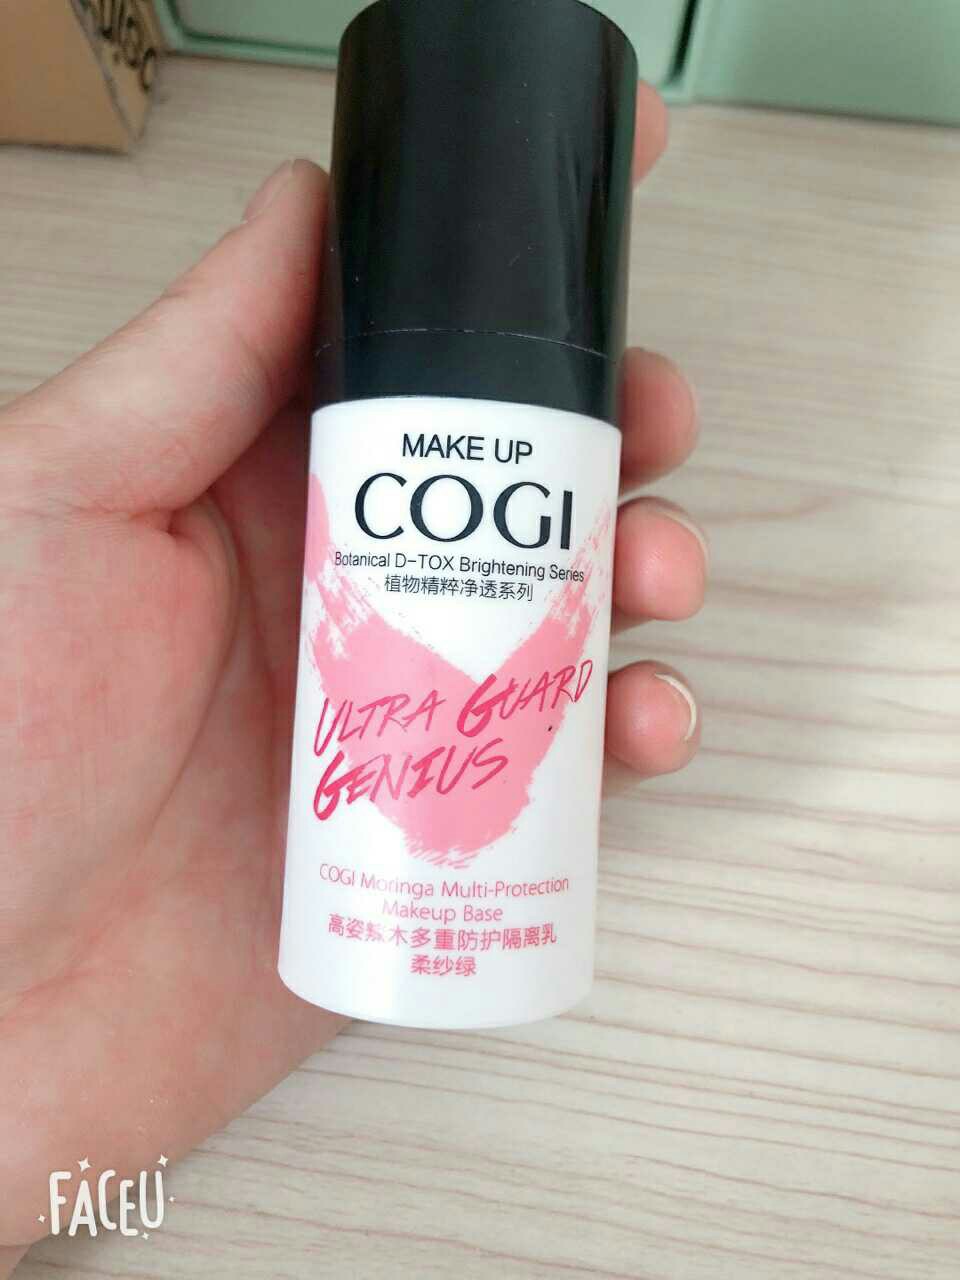 MAKE UP
COGI
Botanical D-TOX Brightening Series
植物精粹净透系列
ULTRA GUARD
GENIUS
COGI Moringa Multi-Protection
Makeup Base
高姿辣木多重防护隔离乳
柔纱绿
FACEU